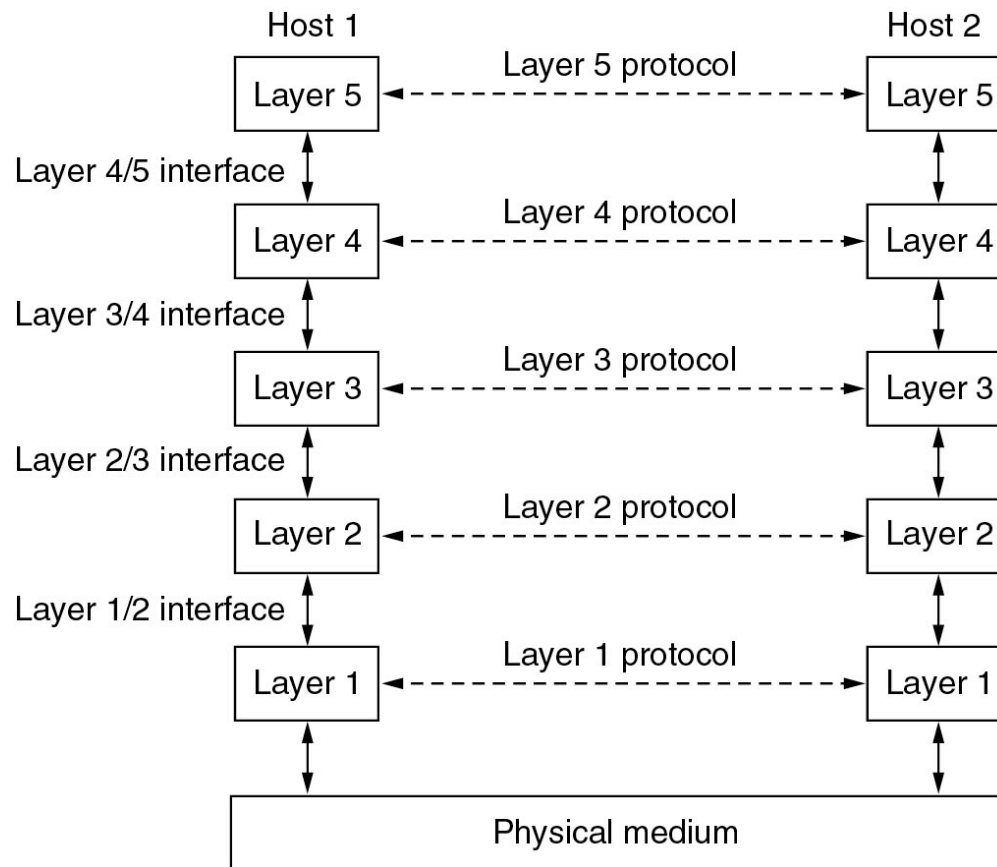 Host 1
Host 2
Layer 5 protocol
Layer 5
Layer 5
Layer 4/5 interface
Layer 4 protocol
Layer 4
Layer 4
Layer 3/4 interface
Layer 3 protocol
Layer 3
Layer 3
Layer 2/3 interface
Layer 2 protocol
Layer 2
Layer 2
Layer 1/2 interface
Layer 1 protocol
Layer 1
Layer 1
Physical medium